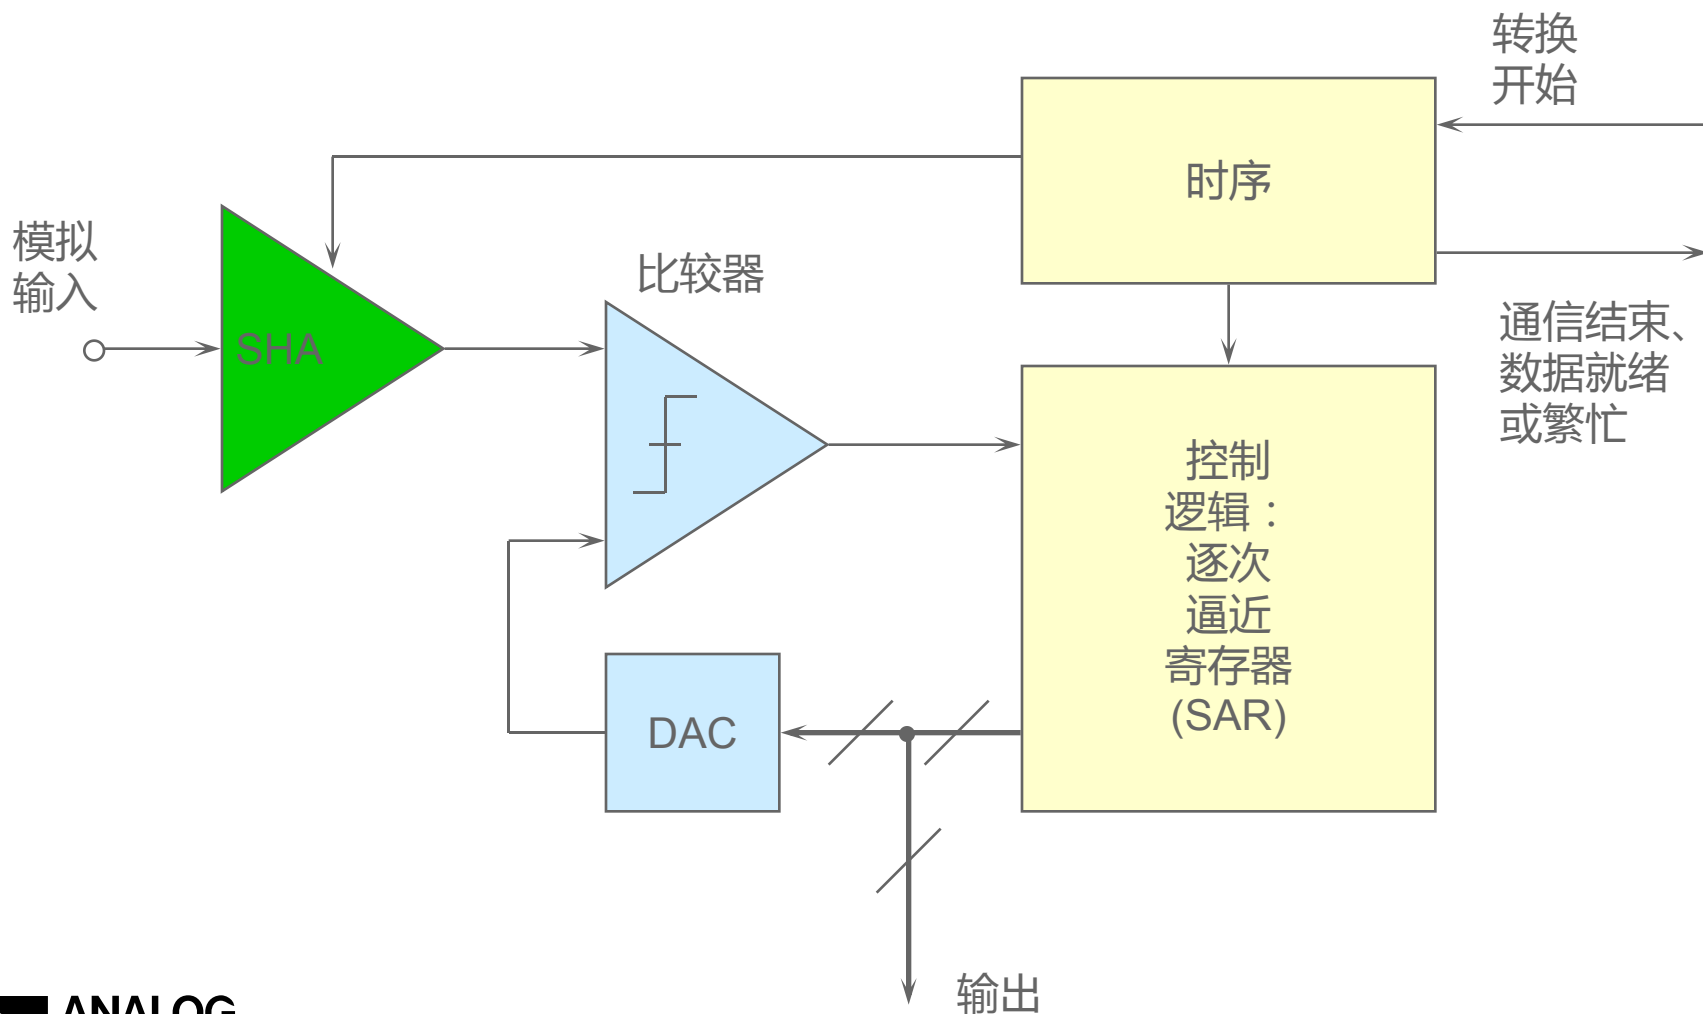 转换
开始
时序
模拟
输入
比较器
SHA
通信结束、
数据就绪
或繁忙
控制
逻辑：
逐次
逼近
寄存器
(SAR)
DAC
输出
ANALOG